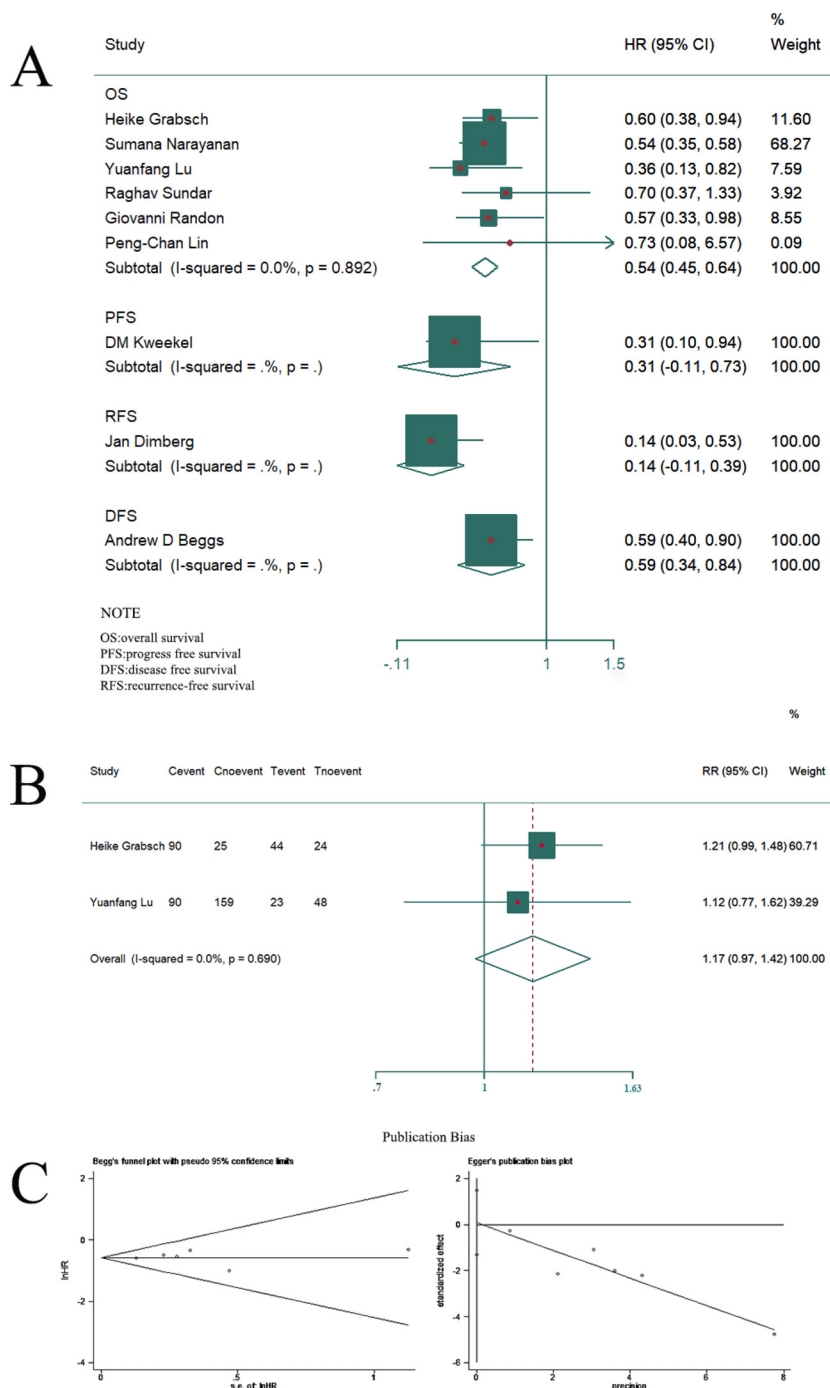 A
%
Study HR (95% CI) Weight
OS
Heike Grabsch 0.60 (0.38, 0.94) 11.60
Sumana Narayanan 0.54 (0.35, 0.58) 68.27
Yuanfang Lu 0.36 (0.13, 0.82) 7.59
Raghav Sundar 0.70 (0.37, 1.33) 3.92
Giovanni Randon 0.57 (0.33, 0.98) 8.55
Peng-Chan Lin 0.73 (0.08, 6.57) 0.09
Subtotal (I-squared = 0.0%, p = 0.892) 0.54 (0.45, 0.64) 100.00
PFS
DM Kweekel 0.31 (0.10, 0.94) 100.00
Subtotal (I-squared = .%, p = .) 0.31 (-0.11, 0.73) 100.00
RFS
Jan Dimberg 0.14 (0.03, 0.53) 100.00
Subtotal (I-squared = .%, p = .) 0.14 (-0.11, 0.39) 100.00
DFS
Andrew D Beggs 0.59 (0.40, 0.90) 100.00
Subtotal (I-squared = .%, p = .) 0.59 (0.34, 0.84) 100.00
NOTE
OS:overall survival
PFS:progress free survival
DFS:disease free survival
RFS:recurrence-free survival
-.11 1 1.5
B
%
Study Cevent Cnoevent Tevent Tnoevent RR (95% CI) Weight
Heike Grabsch 90 25 44 24 1.21 (0.99, 1.48) 60.71
Yuanfang Lu 90 159 23 48 1.12 (0.77, 1.62) 39.29
Overall (I-squared = 0.0%, p = 0.690) 1.17 (0.97, 1.42) 100.00
.7 1 1.63
Publication Bias
C
Begg's funnel plot with pseudo 95% confidence limits
lnHR
2
0
-2
-4
0 .5 1
s.e. of: lnHR
Egger's publication bias plot
standardized effect
2
0
-2
-4
-6
0 2 4 6 8
precision